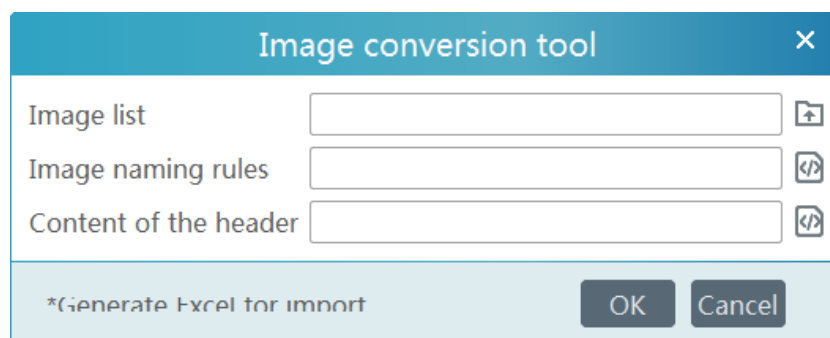 Image conversion tool
Image list
Image naming rules
Content of the header
*Generate Excel for import
OK
Cancel